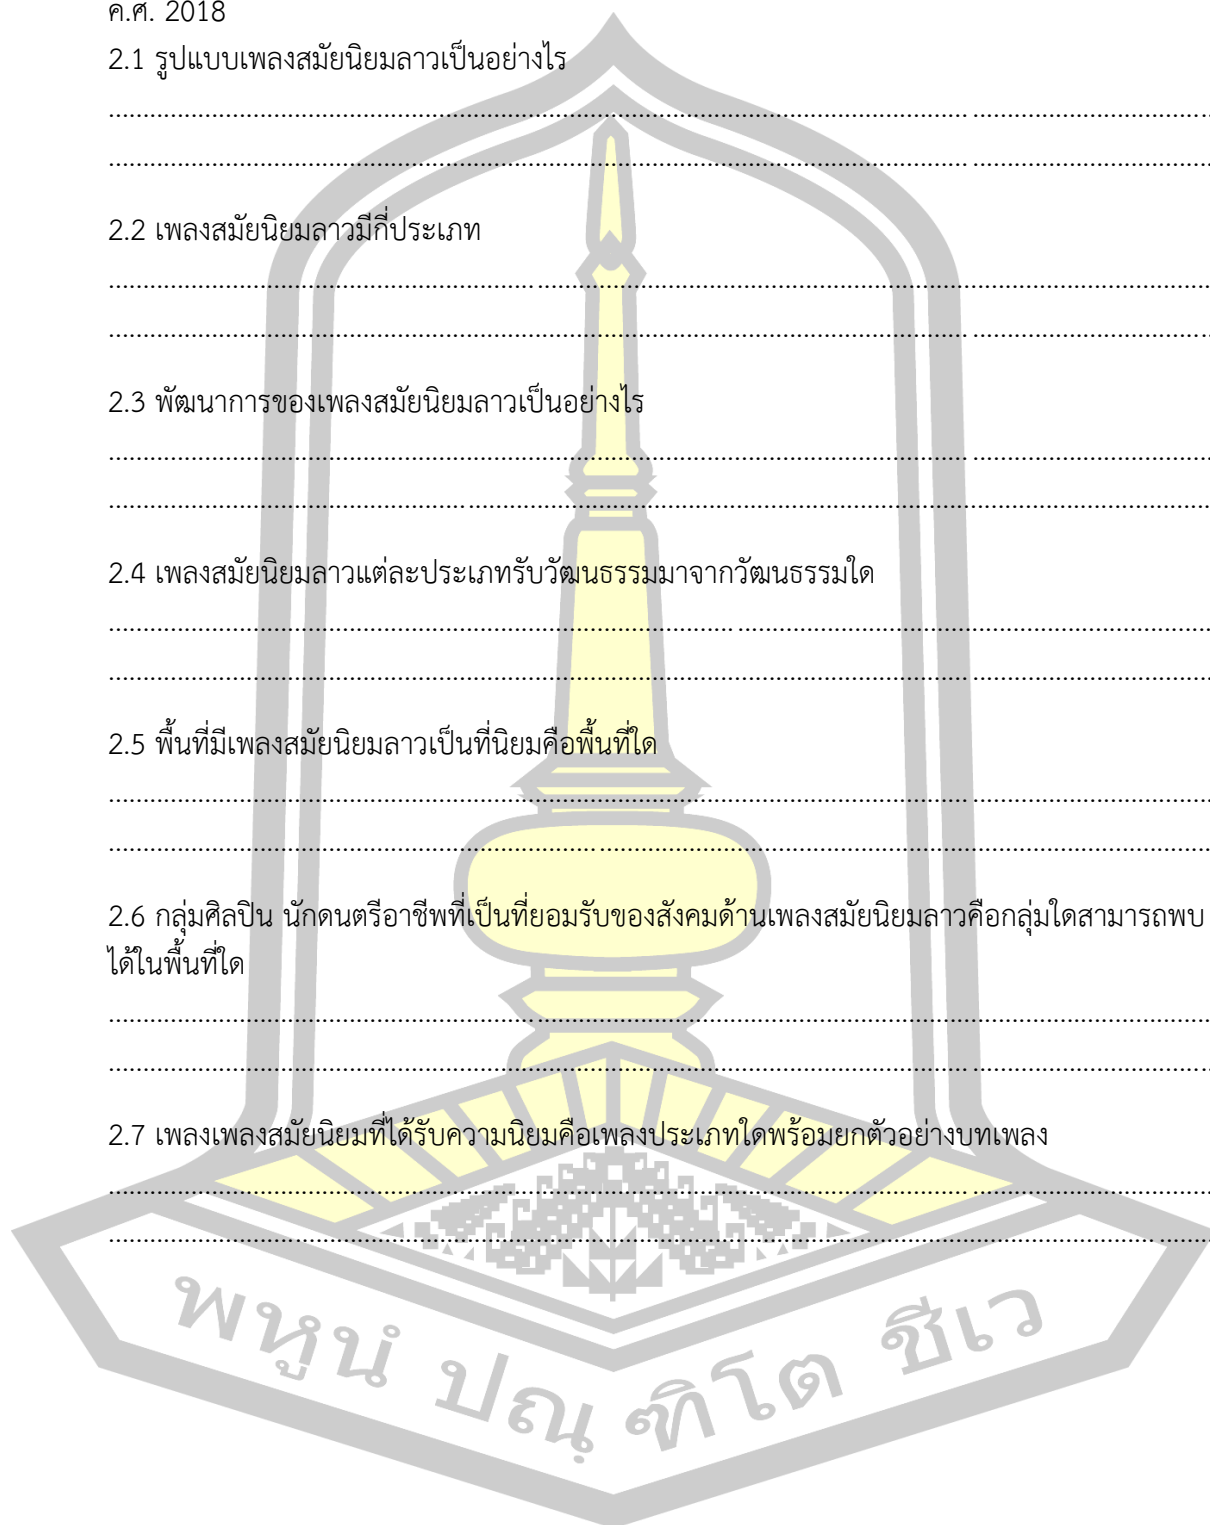 ค.ศ. 2018
2.1 รูปแบบเพลงสมัยนิยมลาวเป็นอย่างไร
2.2 เพลงสมัยนิยมลาวมีกี่ประเภท
2.3 พัฒนาการของเพลงสมัยนิยมลาวเป็นอย่างไร
2.4 เพลงสมัยนิยมลาวแต่ละประเภทรับวัฒนธรรมมาจากวัฒนธรรมใด
2.5 พื้นที่มีเพลงสมัยนิยมลาวเป็นที่นิยมคือพื้นที่ใด
2.6 กลุ่มศิลปิน นักดนตรีอาชีพที่เป็นที่ยอมรับของสังคมด้านเพลงสมัยนิยมลาวคือกลุ่มใดสามารถพบ
ได้ในพื้นที่ใด
2.7 เพลงเพลงสมัยนิยมที่ได้รับความนิยมคือเพลงประเภทใดพร้อมยกตัวอย่างบทเพลง
พหูนํ ปณฺฑิโต ชีเว